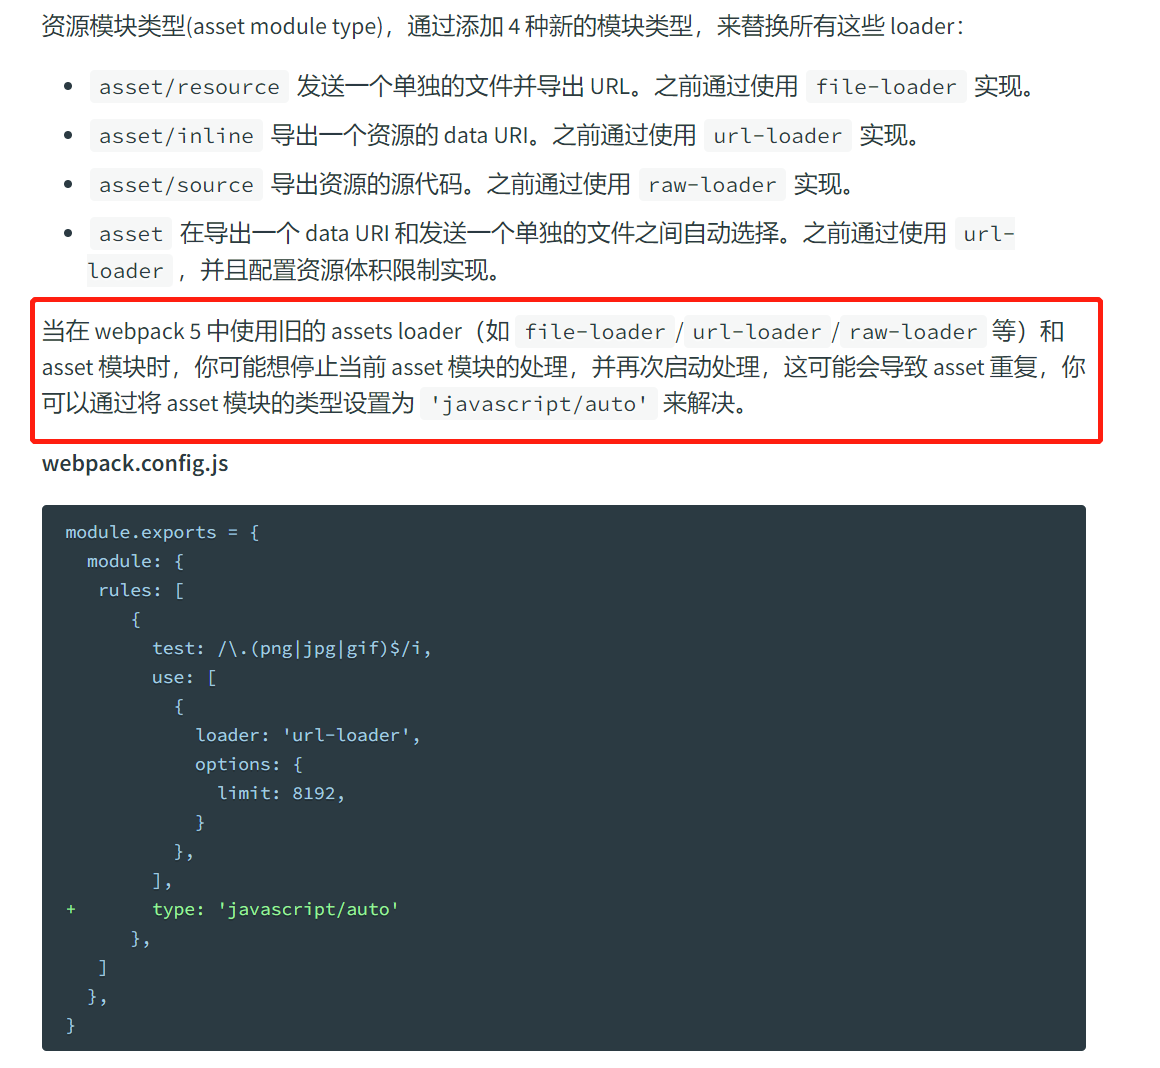 资源模块类型(asset module type)，通过添加 4 种新的模块类型，来替换所有这些 loader：
asset/resource 发送一个单独的文件并导出 URL。之前通过使用 file-loader 实现。
asset/inline 导出一个资源的 data URI。之前通过使用 url-loader 实现。
asset/source 导出资源的源代码。之前通过使用 raw-loader 实现。
asset 在导出一个 data URI 和发送一个单独的文件之间自动选择。之前通过使用 url-
loader ，并且配置资源体积限制实现。
当在 webpack 5 中使用旧的 assets loader（如 file-loader/url-loader/raw-loader 等）和
asset 模块时，你可能想停止当前 asset 模块的处理，并再次启动处理，这可能会导致 asset 重复，你
可以通过将 asset 模块的类型设置为 'javascript/auto' 来解决。
webpack.config.js
module.exports = {
  module: {
   rules: [
      {
        test: /\.(png|jpg|gif)$/i,
        use: [
          {
            loader: 'url-loader',
            options: {
              limit: 8192,
            }
          },
        ],
+       type: 'javascript/auto'
      },
   ]
  },
}